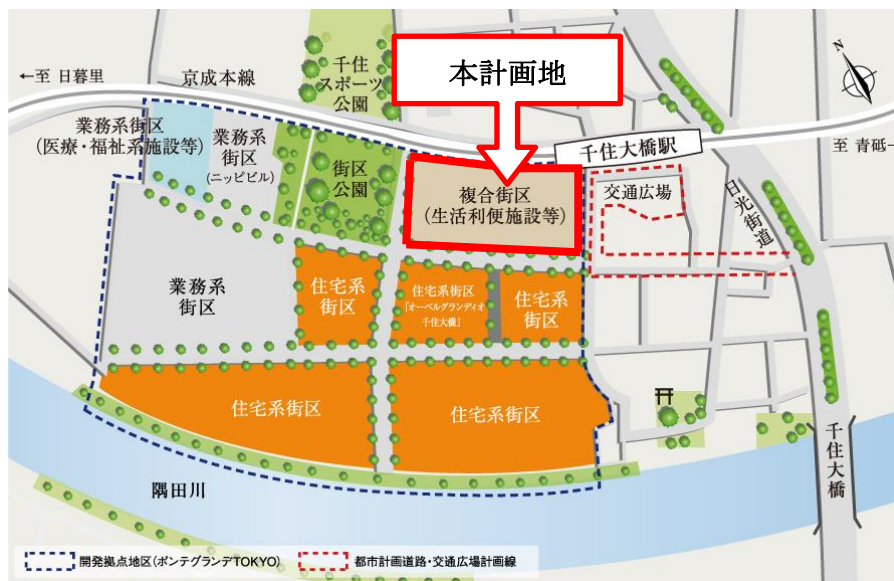 本計画地
N
←至 日暮里
京成本線
千住
スポーツ
公園
業務系街区
(医療・福祉系施設等)
業務系
街区
(ニッピビル)
街区
公園
複合街区
(生活利便施設等)
千住大橋駅
至 青砥→
交通広場
日光街道
業務系
街区
住宅系
街区
住宅系街区
「オーベルグランディオ
千住大橋」
住宅系
街区
住宅系街区
住宅系街区
千住大橋
隅田川
開発拠点地区(ポンテグランデTOKYO)
都市計画道路・交通広場計画線